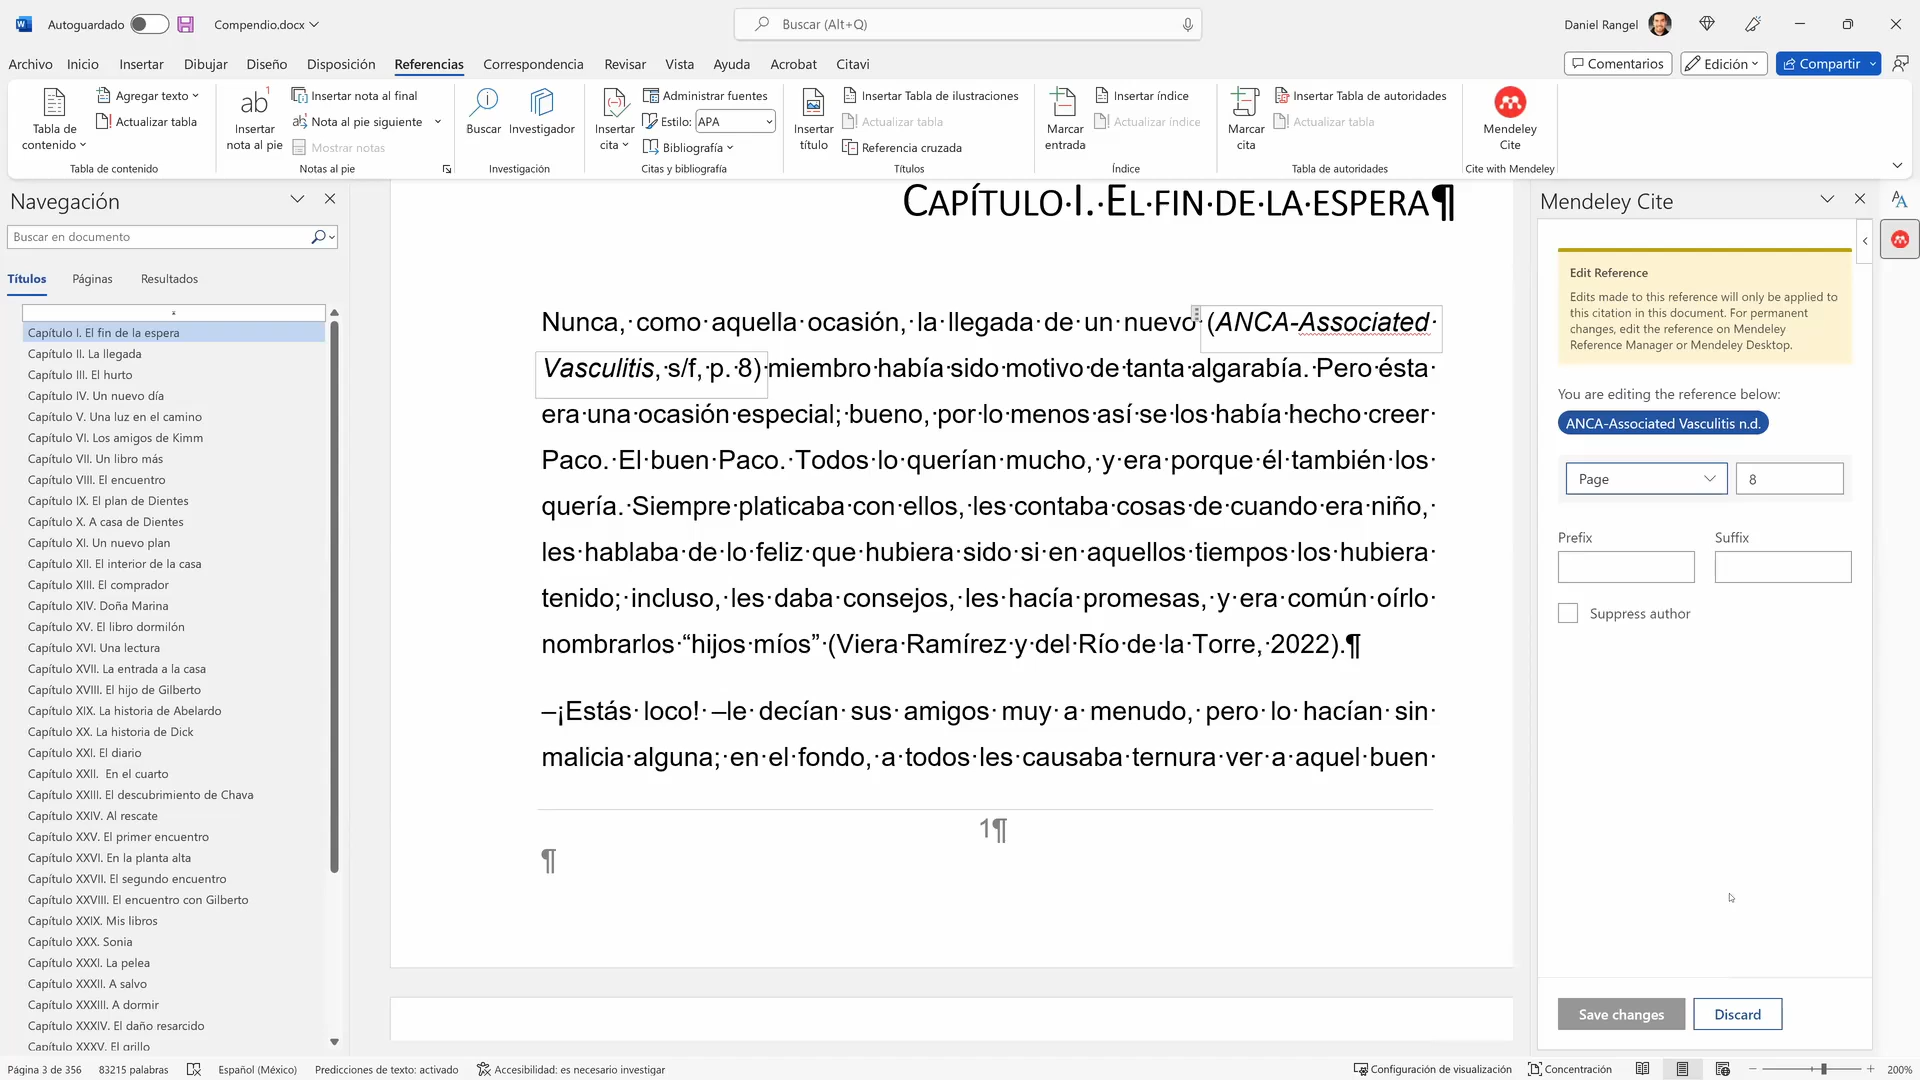 Autoguardado
Compendio.docx
Buscar (Alt+Q)
Daniel Rangel
Archivo Inicio Insertar Dibujar Diseño Disposición Referencias Correspondencia Revisar Vista Ayuda Acrobat Citavi
Comentarios
Edición
Compartir
Tabla de
contenido
Agregar texto
Actualizar tabla
Tabla de contenido
ab
1
Insertar
nota al pie
Insertar nota al final
Nota al pie siguiente
Mostrar notas
Notas al pie
Buscar
Investigador
Investigación
Insertar
cita
Administrar fuentes
Estilo: APA
Bibliografía
Citas y bibliografía
Insertar
título
Insertar Tabla de ilustraciones
Actualizar tabla
Referencia cruzada
Títulos
Marcar
entrada
Insertar índice
Actualizar índice
Índice
Marcar
cita
Insertar Tabla de autoridades
Actualizar tabla
Tabla de autoridades
Mendeley
Cite
Cite with Mendeley
Navegación
Buscar en documento
Títulos Páginas Resultados
Capítulo I. El fin de la espera
Capítulo II. La llegada
Capítulo III. El hurto
Capítulo IV. Un nuevo día
Capítulo V. Una luz en el camino
Capítulo VI. Los amigos de Kimm
Capítulo VII. Un libro más
Capítulo VIII. El encuentro
Capítulo IX. El plan de Dientes
Capítulo X. A casa de Dientes
Capítulo XI. Un nuevo plan
Capítulo XII. El interior de la casa
Capítulo XIII. El comprador
Capítulo XIV. Doña Marina
Capítulo XV. El libro dormilón
Capítulo XVI. Una lectura
Capítulo XVII. La entrada a la casa
Capítulo XVIII. El hijo de Gilberto
Capítulo XIX. La historia de Abelardo
Capítulo XX. La historia de Dick
Capítulo XXI. El diario
Capítulo XXII.  En el cuarto
Capítulo XXIII. El descubrimiento de Chava
Capítulo XXIV. Al rescate
Capítulo XXV. El primer encuentro
Capítulo XXVI. En la planta alta
Capítulo XXVII. El segundo encuentro
Capítulo XXVIII. El encuentro con Gilberto
Capítulo XXIX. Mis libros
Capítulo XXX. Sonia
Capítulo XXXI. La pelea
Capítulo XXXII. A salvo
Capítulo XXXIII. A dormir
Capítulo XXXIV. El daño resarcido
Capítulo XXXV. El grillo
CAPÍTULO·I.·EL·FIN·DE·LA·ESPERA¶
Nunca,·como·aquella·ocasión,·la·llegada·de·un·nuevo·(ANCA-Associated·
Vasculitis,·s/f,·p.·8)·miembro·había·sido·motivo·de·tanta·algarabía.·Pero·ésta·
era·una·ocasión·especial;·bueno,·por·lo·menos·así·se·los·había·hecho·creer·
Paco.·El·buen·Paco.·Todos·lo·querían·mucho,·y·era·porque·él·también·los·
quería.·Siempre·platicaba·con·ellos,·les·contaba·cosas·de·cuando·era·niño,·
les·hablaba·de·lo·feliz·que·hubiera·sido·si·en·aquellos·tiempos·los·hubiera·
tenido;·incluso,·les·daba·consejos,·les·hacía·promesas,·y·era·común·oírlo·
nombrarlos·“hijos·míos”·(Viera·Ramírez·y·del·Río·de·la·Torre,·2022).¶
–¡Estás·loco!·–le·decían·sus·amigos·muy·a·menudo,·pero·lo·hacían·sin·
malicia·alguna;·en·el·fondo,·a·todos·les·causaba·ternura·ver·a·aquel·buen·
1¶
¶
Mendeley Cite
Edit Reference
Edits made to this reference will only be applied to
this citation in this document. For permanent
changes, edit the reference on Mendeley
Reference Manager or Mendeley Desktop.
You are editing the reference below:
ANCA-Associated Vasculitis n.d.
Page 8
Prefix Suffix
Suppress author
Save changes Discard
Página 3 de 356 83215 palabras Español (México) Predicciones de texto: activado Accesibilidad: es necesario investigar Configuración de visualización Concentración 200%